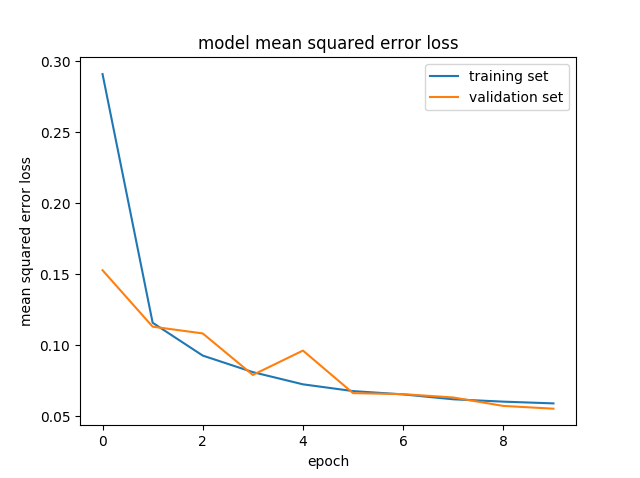 model mean squared error loss
training set
validation set
mean squared error loss
0.30
0.25
0.20
0.15
0.10
0.05
0 2 4 6 8
epoch